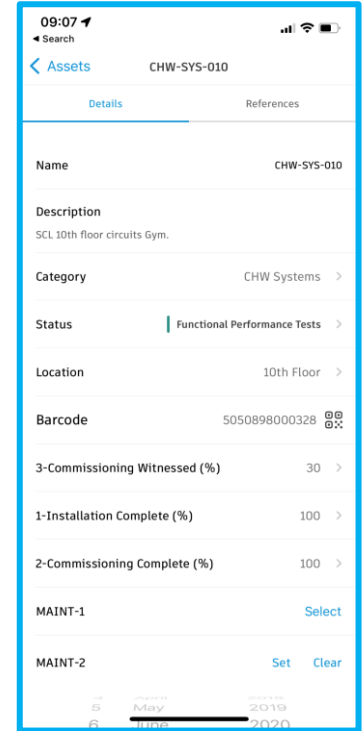 09:07
◀ Search
Assets CHW-SYS-010
Details References
Name CHW-SYS-010
Description
SCL 10th floor circuits Gym.
Category CHW Systems
Status Functional Performance Tests
Location 10th Floor
Barcode 5050898000328
3-Commissioning Witnessed (%) 30
1-Installation Complete (%) 100
2-Commissioning Complete (%) 100
MAINT-1 Select
MAINT-2 Set Clear
5 May 2019
6 June 2020